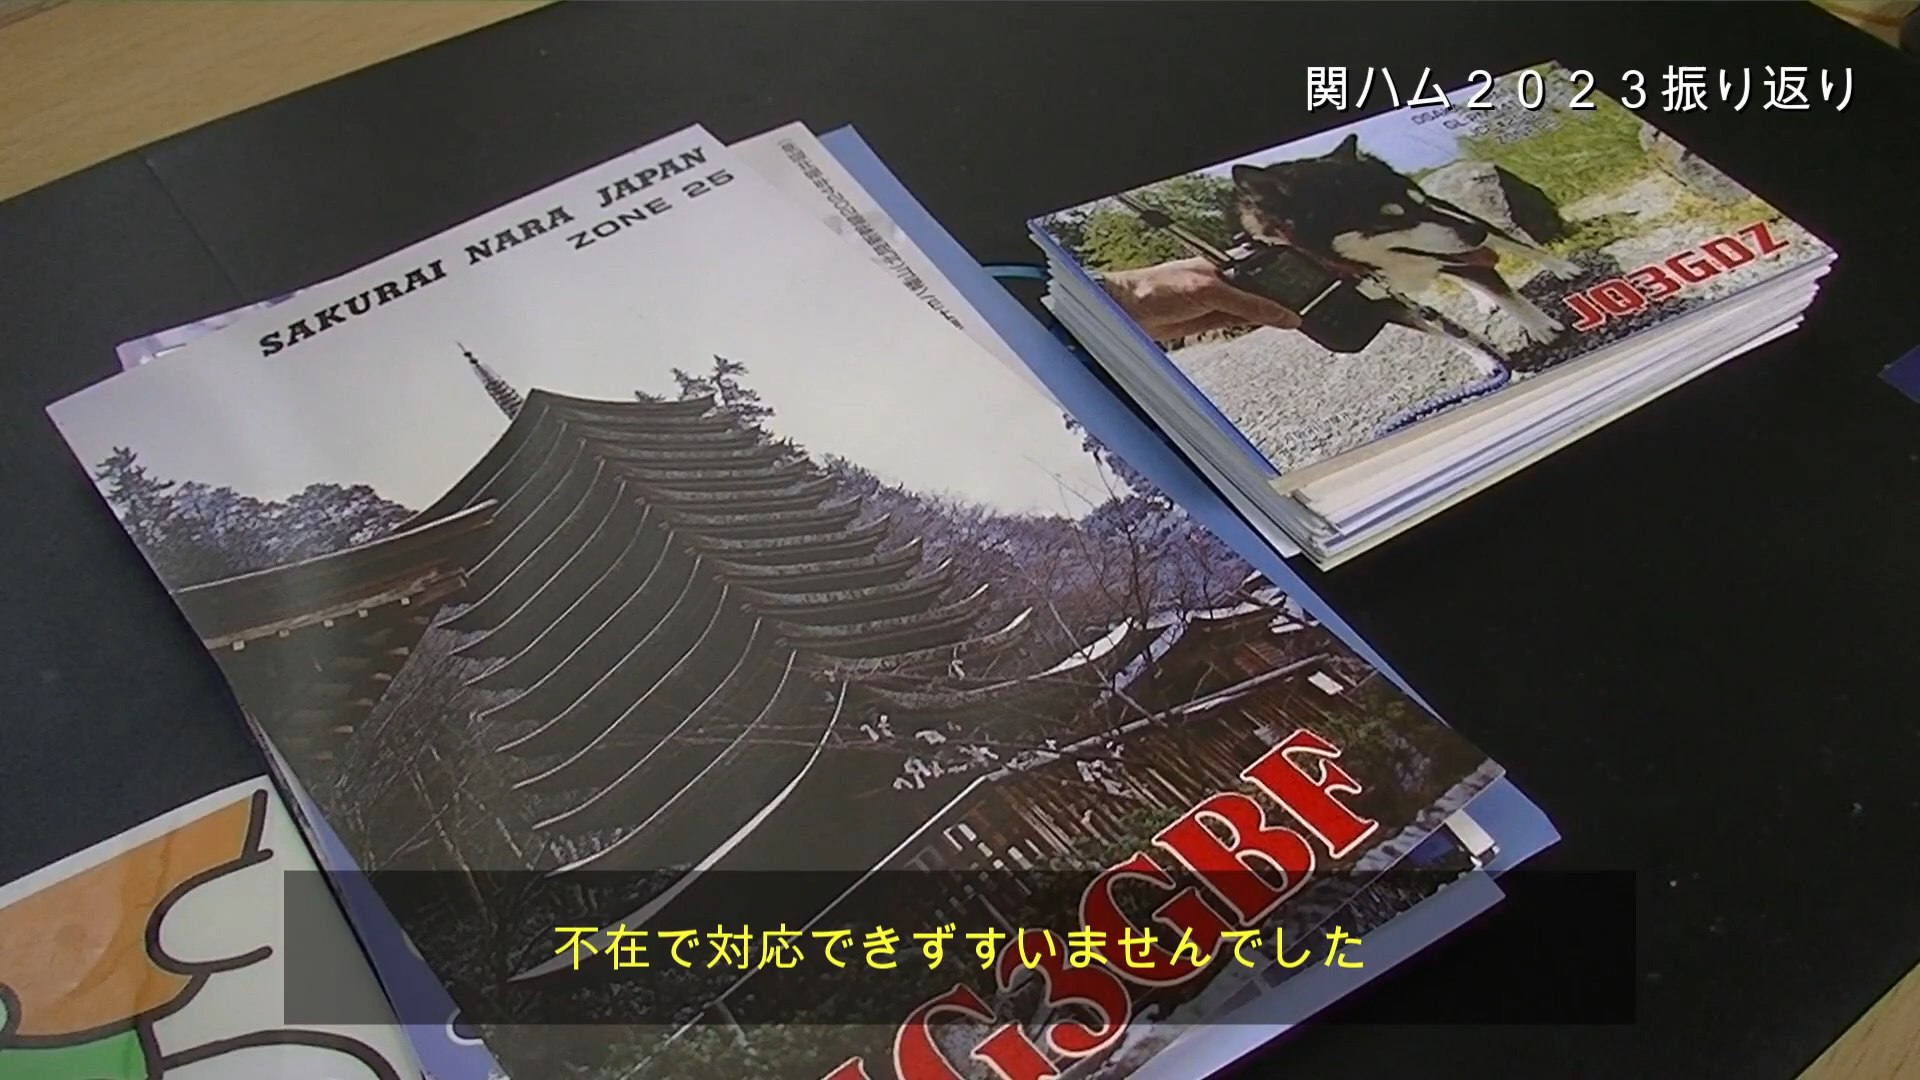 関ハム２０２３振り返り
SAKURAI NARA JAPAN
ZONE 25
JQ3GDZ
G3GBF
不在で対応できずすいませんでした